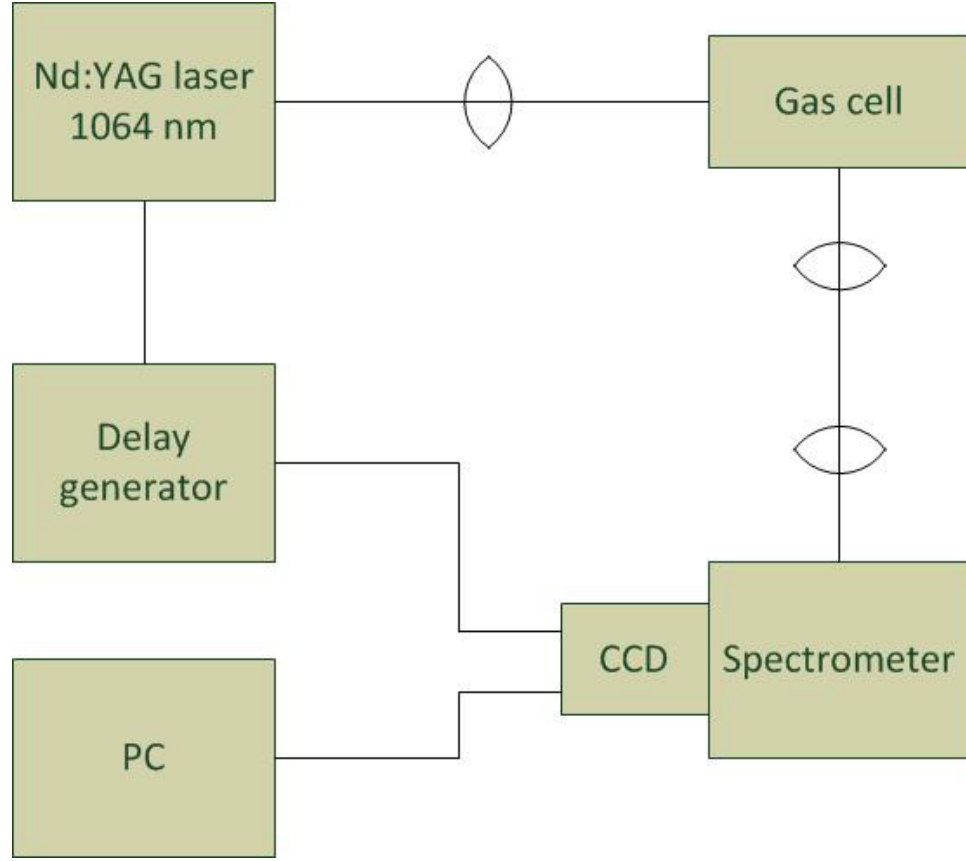 Nd:YAG laser
1064 nm
Gas cell
Delay
generator
CCD
Spectrometer
PC